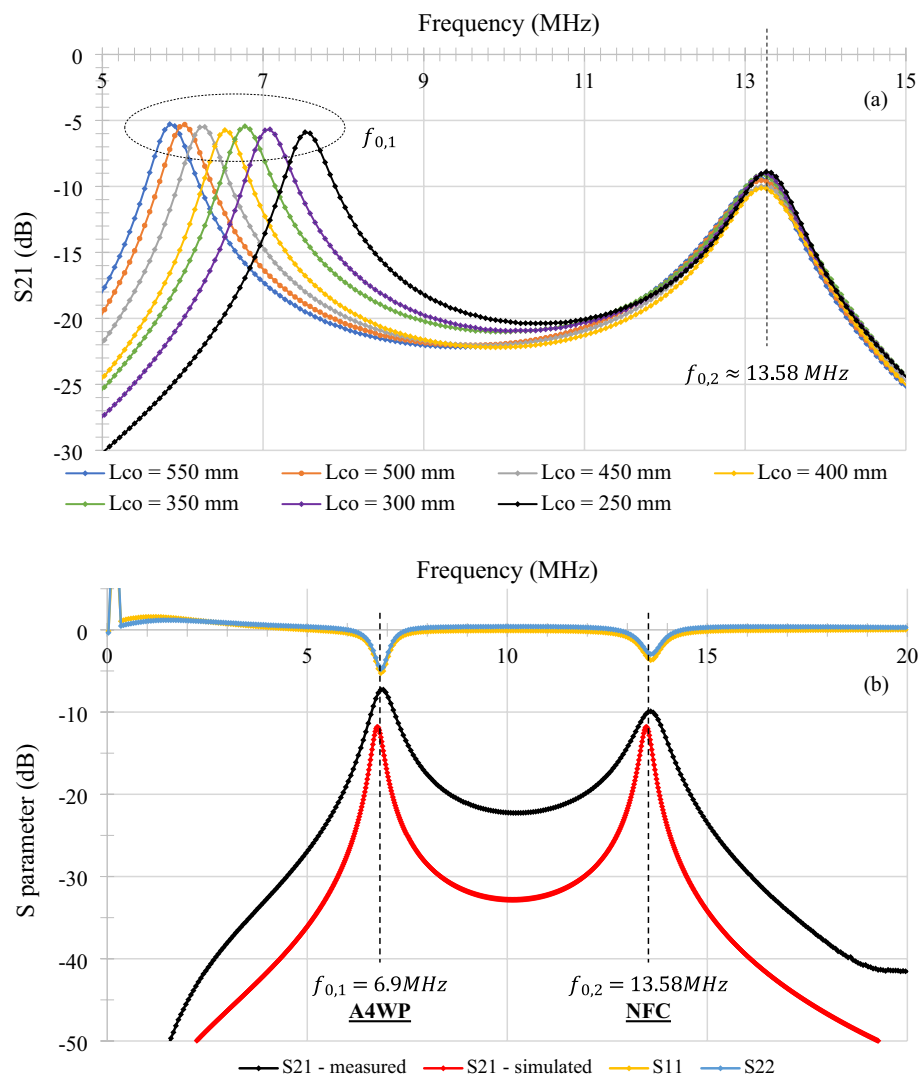 Frequency (MHz)
0
5 7 9 11 13 15
(a)
-5
f0,1
-10
-15
-20
-25
-30
S21 (dB)
f0,2 ≈ 13.58 MHz
Lco = 550 mm Lco = 500 mm Lco = 450 mm Lco = 400 mm
Lco = 350 mm Lco = 300 mm Lco = 250 mm
Frequency (MHz)
0
0 5 10 15 20
(b)
-10
-20
-30
-40
-50
S parameter (dB)
f0,1 = 6.9MHz f0,2 = 13.58MHz
A4WP NFC
S21 - measured S21 - simulated S11 S22